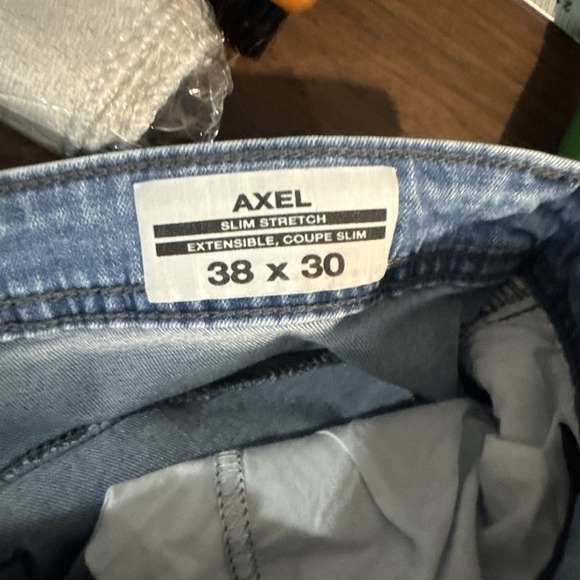 AXEL
SLIM STRETCH
EXTENSIBLE, COUPE SLIM
38 x 30